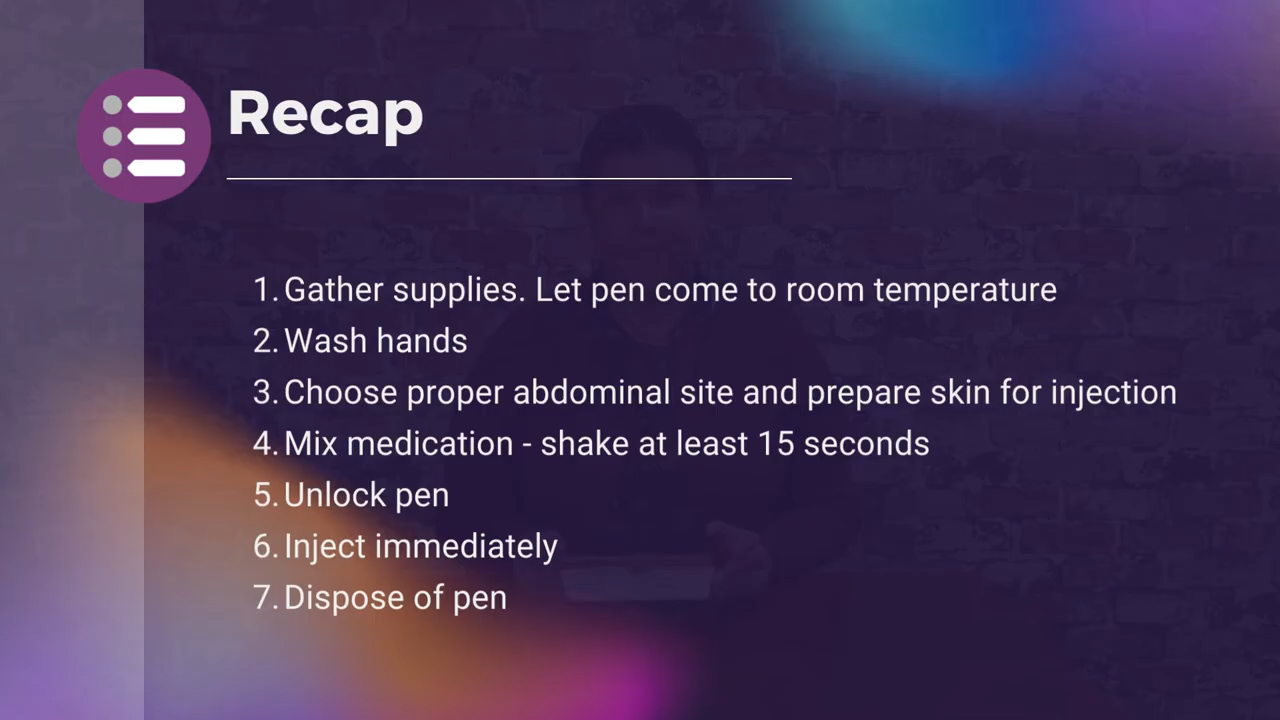 Recap
1. Gather supplies. Let pen come to room temperature
2. Wash hands
3. Choose proper abdominal site and prepare skin for injection
4. Mix medication - shake at least 15 seconds
5. Unlock pen
6. Inject immediately
7. Dispose of pen